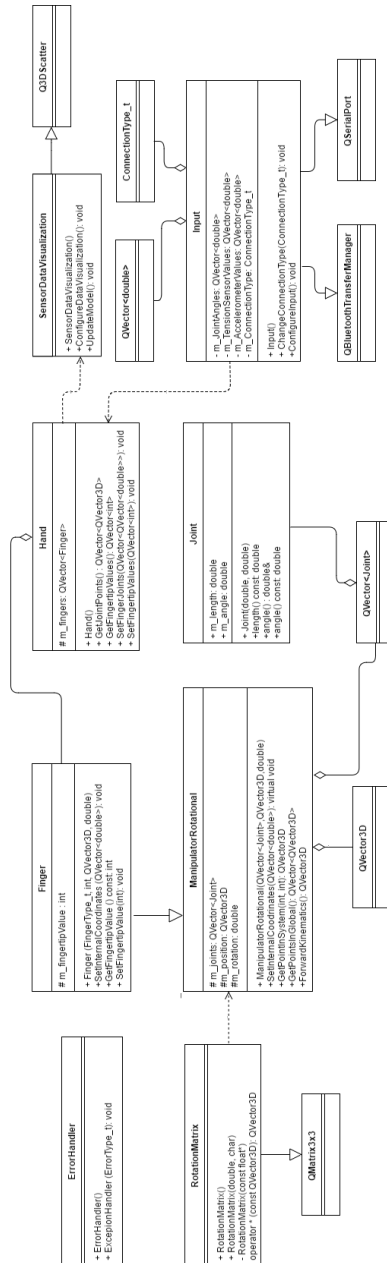 ErrorHandler
+ ErrorHandler()
+ ExcepionHandler (ErrorType_t): void
RotationMatrix
+ RotationMatrix()
+ RotationMatrix(double, char)
- RotationMatrix(const float*)
operator * (const QVector3D): QVector3D
QMatrix3x3
Finger
# m_fingertipValue : int
+ Finger (FingerType_t int, QVector3D, double)
+SetInternalCoordinates (QVector<double>): void
+GetFingertipValue () const: int
+ SetFingertipValue(int): void
ManipulatorRotational
# m_joints: QVector<Joint>
#m_position: QVector3D
#m_rotation: double
+ ManipulatorRotational(QVector<Joint>,QVector3D,double)
+SetInternalCoodrinates(QVector<double>): virtual void
+GetPointInSystem(int, int): QVector3D
+GetPointsInGlobal(): QVector<QVector3D>
+ForwardKinematics(): QVector3D
QVector3D
Hand
# m_fingers: QVector<Finger>
+ Hand()
+ GetJointPoints() : QVector<QVector3D>
+ GetFingertipValues(): QVector<int>
+ SetFingerJoints(QVector<QVector<double>>): void
+ SetFingertipValues(QVector<int>): void
Joint
+ m_length: double
+ m_angle: double
+ Joint(double, double)
+length() const: double
+angle() : double&
+angle() const: double
QVector<Joint>
SensorDataVisualization
+ SensorDataVisualization()
+ConfigureDataVisualization(): void
+UpdateModel(): void
Q3DScatter
QVector<double>
ConnectionType_t
Input
- m_JointAngles: QVector<double>
- m_TensionSensorValues: QVector<double>
- m_AccelerometerValues: QVector<double>
- m_ConnectionType: ConnectionType_t
+ Input()
+ ChangeConnectionType(ConnectionType_t): void
+ConfigureInput(): void
QBluetoothTransferManager
QSerialPort